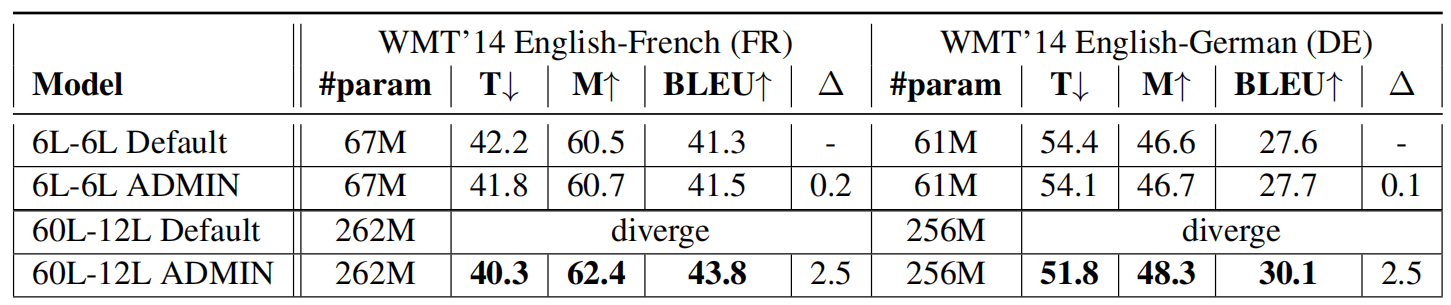 WMT'14 English-French (FR) WMT'14 English-German (DE)
Model #param T↓ M↑ BLEU↑ Δ #param T↓ M↑ BLEU↑ Δ
6L-6L Default 67M 42.2 60.5 41.3 - 61M 54.4 46.6 27.6 -
6L-6L ADMIN 67M 41.8 60.7 41.5 0.2 61M 54.1 46.7 27.7 0.1
60L-12L Default 262M diverge 256M diverge
60L-12L ADMIN 262M 40.3 62.4 43.8 2.5 256M 51.8 48.3 30.1 2.5